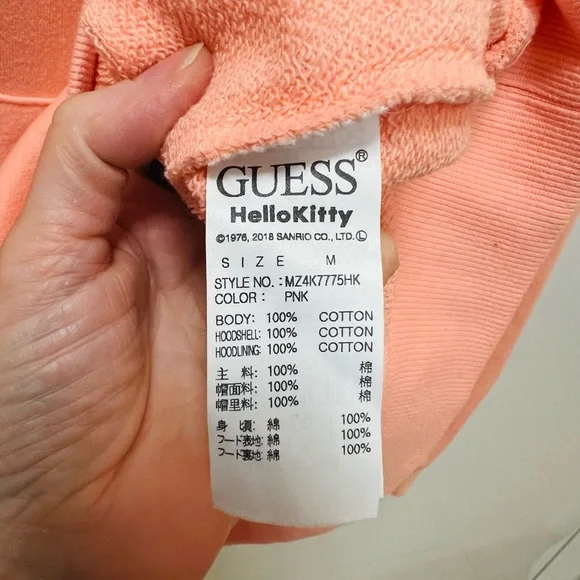 GUESS®
HelloKitty
©1976, 2018 SANRIO CO., LTD. Ⓛ
SIZE M
STYLE NO.: MZ4K7775HK
COLOR: PNK
BODY: 100% COTTON
HOODSHELL: 100% COTTON
HOODLINING: 100% COTTON
主 料: 100% 棉
帽面料: 100% 棉
帽里料: 100% 棉
身 頃: 綿 100%
フード表地: 綿 100%
フード裏地: 綿 100%